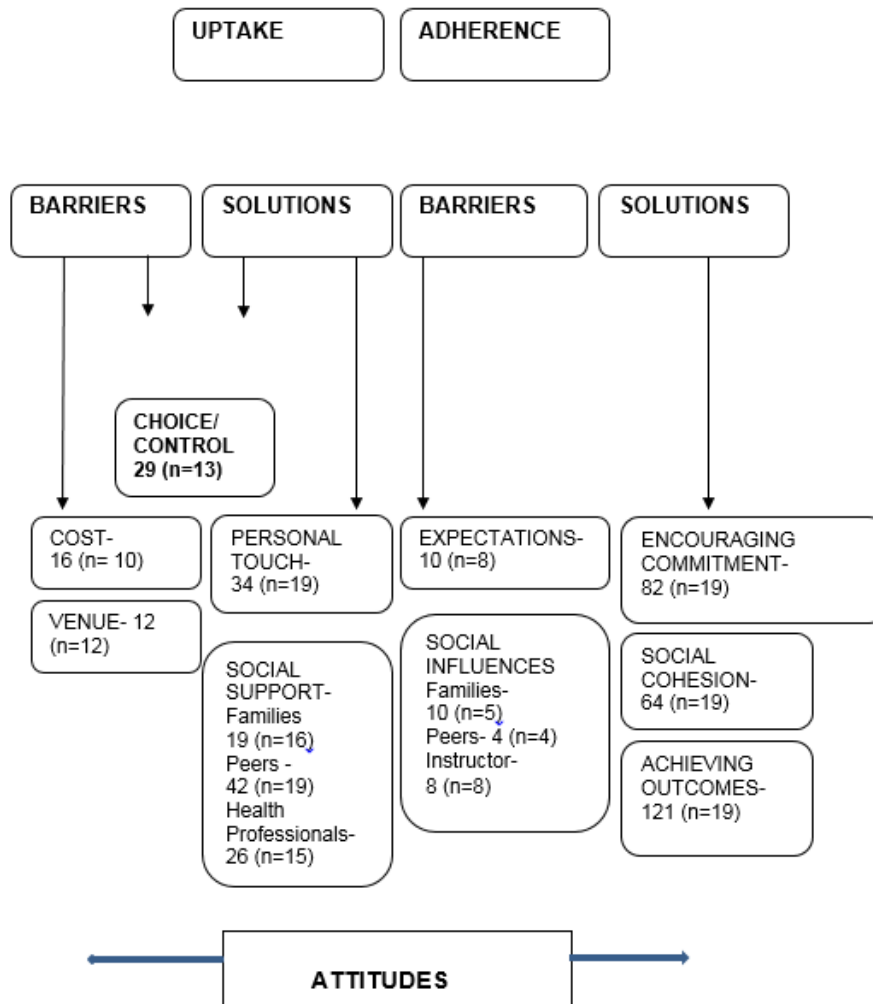 UPTAKE
ADHERENCE
BARRIERS
SOLUTIONS
BARRIERS
SOLUTIONS
CHOICE/
CONTROL
29 (n=13)
COST-
16 (n= 10)
VENUE- 12
(n=12)
PERSONAL
TOUCH-
34 (n=19)
SOCIAL
SUPPORT-
Families
19 (n=16)
Peers -
42 (n=19)
Health
Professionals-
26 (n=15)
EXPECTATIONS-
10 (n=8)
SOCIAL
INFLUENCES
Families-
10 (n=5)
Peers- 4 (n=4)
Instructor-
8 (n=8)
ENCOURAGING
COMMITMENT-
82 (n=19)
SOCIAL
COHESION-
64 (n=19)
ACHIEVING
OUTCOMES-
121 (n=19)
ATTITUDES